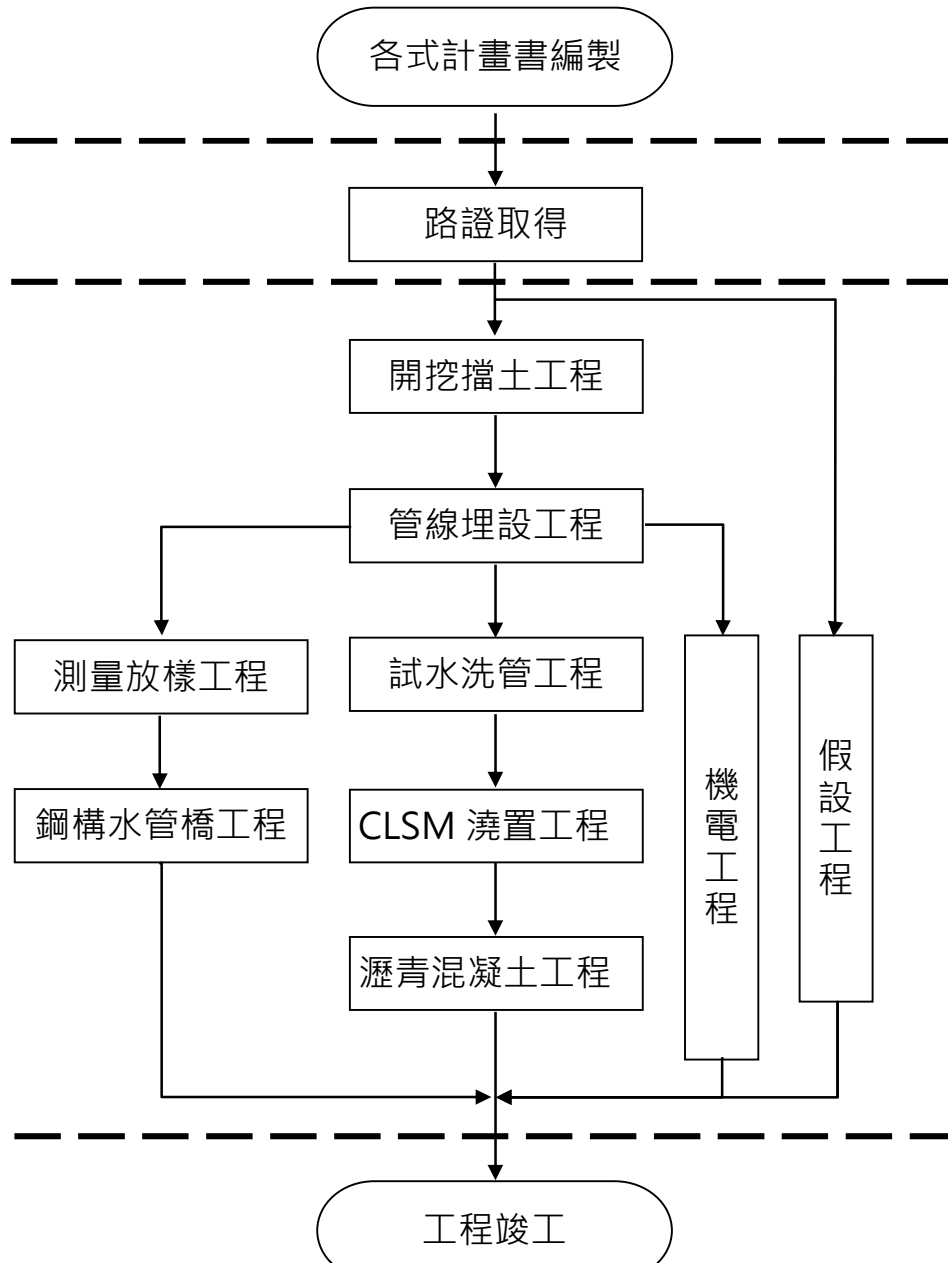 各式計畫書編製
路證取得
開挖擋土工程
管線埋設工程
測量放樣工程
試水洗管工程
機電工程
假設工程
鋼構水管橋工程
CLSM 澆置工程
瀝青混凝土工程
工程竣工